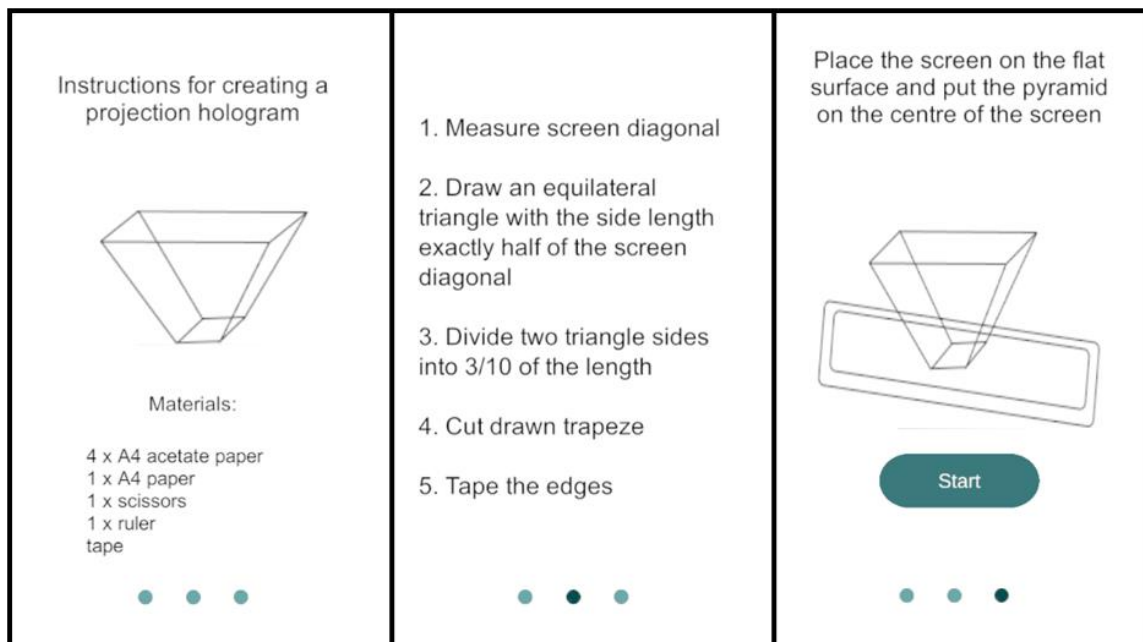 Instructions for creating a
projection hologram
Materials:
4 x A4 acetate paper
1 x A4 paper
1 x scissors
1 x ruler
tape
1. Measure screen diagonal
2. Draw an equilateral
triangle with the side length
exactly half of the screen
diagonal
3. Divide two triangle sides
into 3/10 of the length
4. Cut drawn trapeze
5. Tape the edges
Place the screen on the flat
surface and put the pyramid
on the centre of the screen
Start